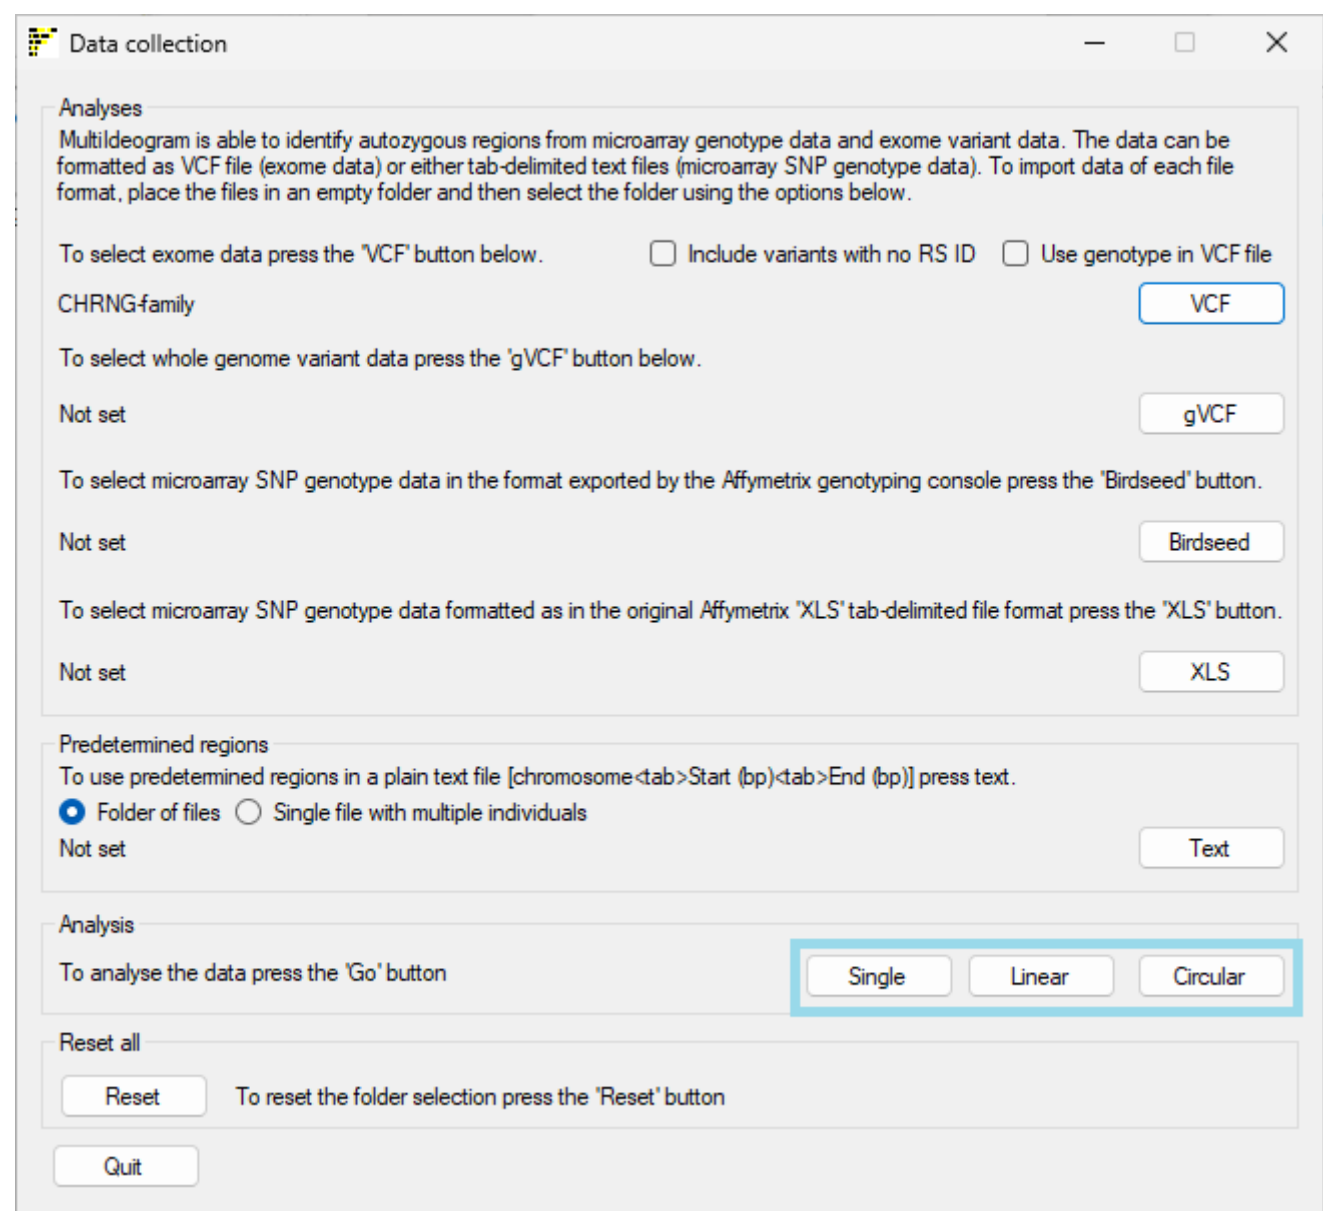 Data collection
Analyses
MultiIdeogram is able to identify autozygous regions from microarray genotype data and exome variant data. The data can be
formatted as VCF file (exome data) or either tab-delimited text files (microarray SNP genotype data). To import data of each file
format, place the files in an empty folder and then select the folder using the options below.
To select exome data press the "VCF" button below. Include variants with no RS ID Use genotype in VCF file
CHRNG-family VCF
To select whole genome variant data press the "gVCF" button below.
Not set gVCF
To select microarray SNP genotype data in the format exported by the Affymetrix genotyping console press the "Birdseed" button.
Not set Birdseed
To select microarray SNP genotype data formatted as in the original Affymetrix "XLS" tab-delimited file format press the "XLS" button.
Not set XLS
Predetermined regions
To use predetermined regions in a plain text file [chromosome<tab>Start (bp)<tab>End (bp)] press text.
Folder of files Single file with multiple individuals
Not set Text
Analysis
To analyse the data press the "Go" button Single Linear Circular
Reset all
Reset To reset the folder selection press the "Reset" button
Quit